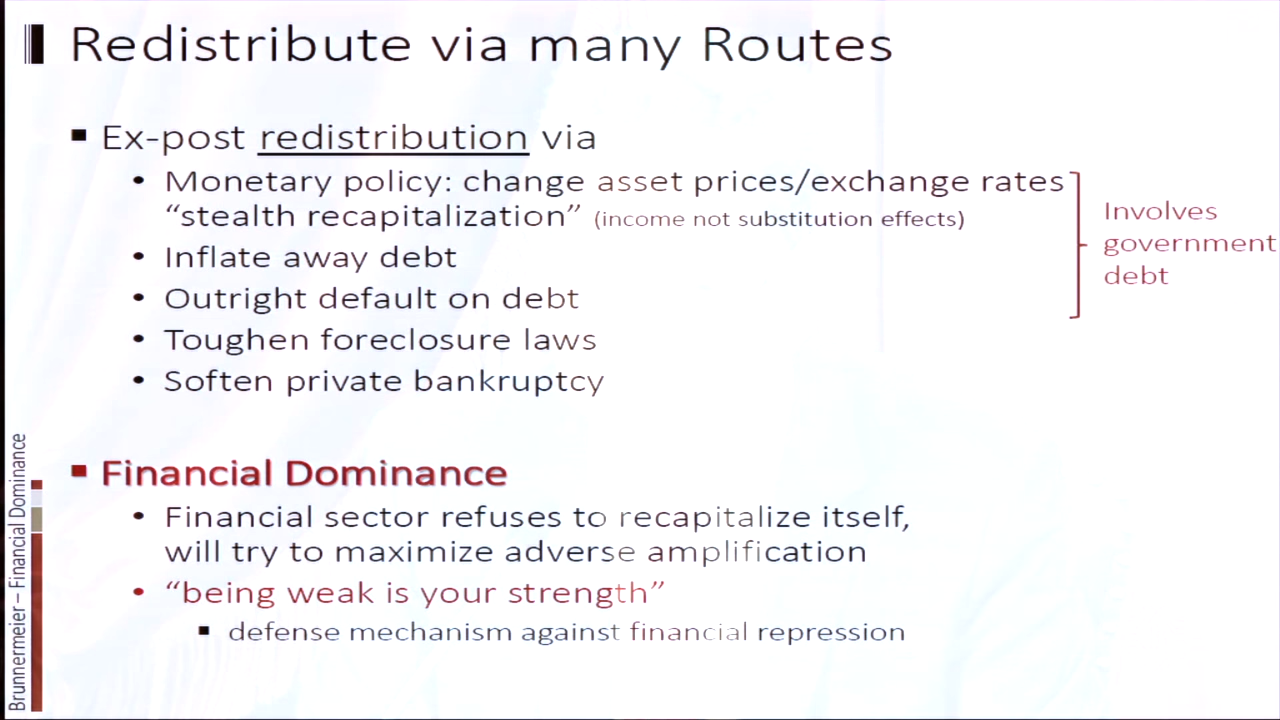 Redistribute via many Routes
▪ Ex-post redistribution via
• Monetary policy: change asset prices/exchange rates
“stealth recapitalization” (income not substitution effects)
• Inflate away debt
• Outright default on debt
• Toughen foreclosure laws
• Soften private bankruptcy
Involves
government
debt
▪ Financial Dominance
• Financial sector refuses to recapitalize itself,
will try to maximize adverse amplification
• “being weak is your strength”
▪ defense mechanism against financial repression
Brunnermeier – Financial Dominance